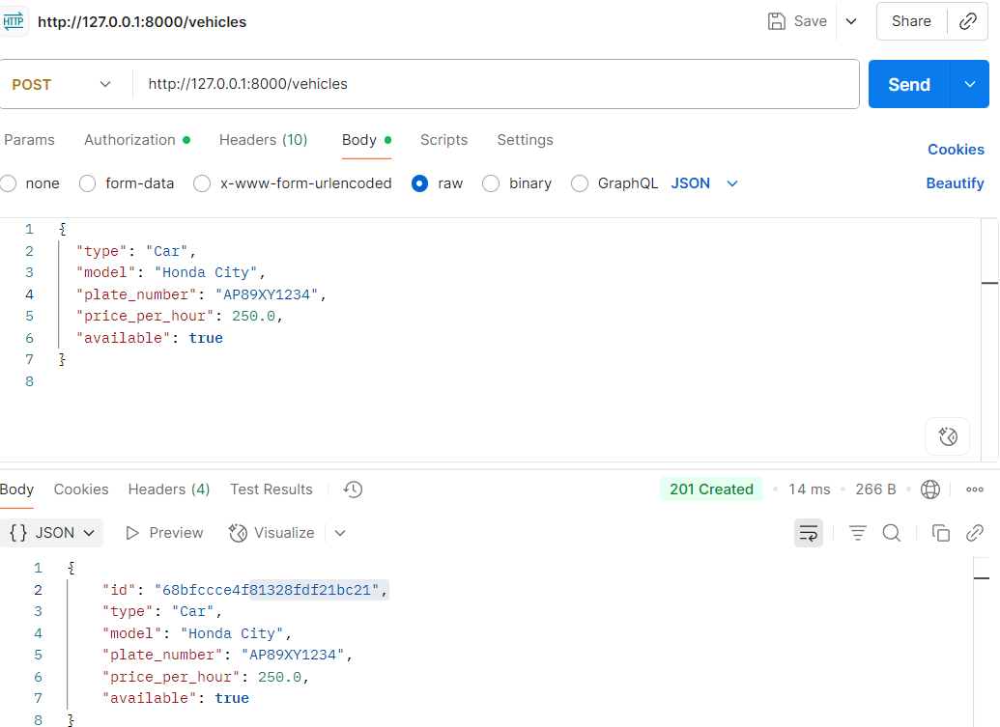 HTTP http://127.0.0.1:8000/vehicles Save Share
POST http://127.0.0.1:8000/vehicles Send
Params Authorization Headers (10) Body Scripts Settings Cookies
none form-data x-www-form-urlencoded raw binary GraphQL JSON Beautify
1 {
2 "type": "Car",
3 "model": "Honda City",
4 "plate_number": "AP89XY1234",
5 "price_per_hour": 250.0,
6 "available": true
7 }
8
Body Cookies Headers (4) Test Results 201 Created 14 ms 266 B
{} JSON Preview Visualize
1 {
2 "id": "68bfccce4f81328fdf21bc21",
3 "type": "Car",
4 "model": "Honda City",
5 "plate_number": "AP89XY1234",
6 "price_per_hour": 250.0,
7 "available": true
8 }